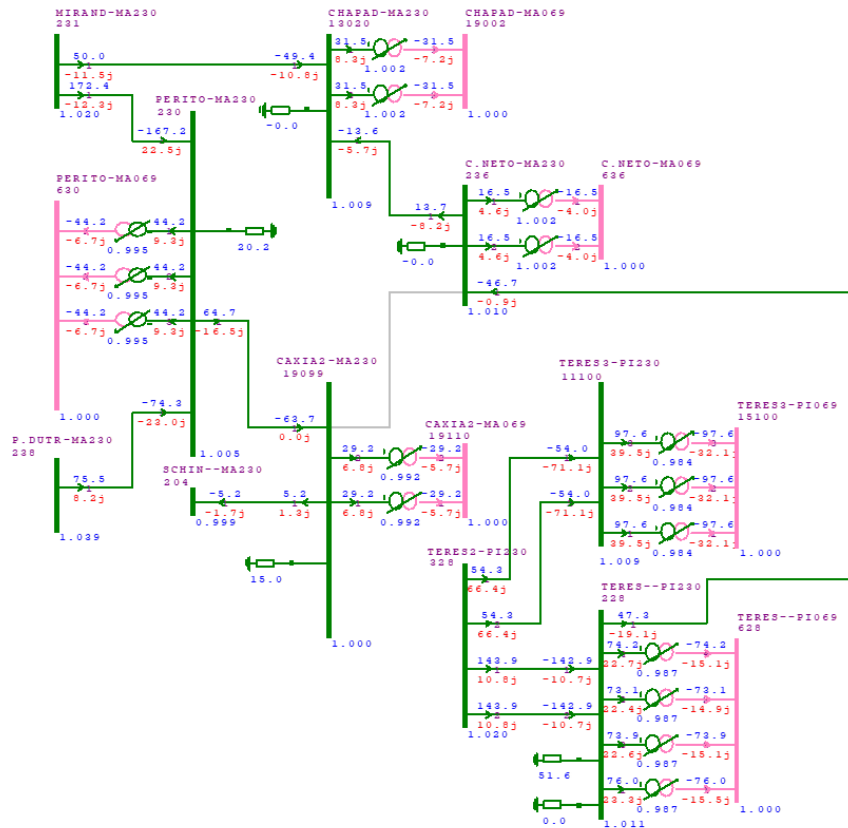 MIRAND-MA230
231
50.0
-11.5j
172.4
-12.3j
1.020
-49.4
-10.8j
CHAPAD-MA230
13020
31.5
8.3j
1.002
31.5
8.3j
1.002
-0.0
-13.6
-5.7j
1.009
CHAPAD-MA069
19002
-31.5
-7.2j
-31.5
-7.2j
1.000
PERITO-MA230
230
-167.2
22.5j
44.2
9.3j
44.2
9.3j
44.2
9.3j
20.2
64.7
-16.5j
-74.3
-23.0j
1.005
PERITO-MA069
630
-44.2
-6.7j
0.995
-44.2
-6.7j
0.995
-44.2
-6.7j
0.995
1.000
C.NETO-MA230
236
13.7
-8.2j
16.5
4.6j
1.002
16.5
4.6j
1.002
-0.0
-46.7
-0.9j
1.010
C.NETO-MA069
636
-16.5
-4.0j
-16.5
-4.0j
1.000
P.DUTR-MA230
238
75.5
8.2j
1.039
CAXIA2-MA230
19099
-63.7
0.0j
29.2
6.8j
0.992
29.2
6.8j
0.992
5.2
1.3j
15.0
1.000
CAXIA2-MA069
19110
-29.2
-5.7j
-29.2
-5.7j
1.000
SCHIN--MA230
204
-5.2
-1.7j
0.999
TERES3-PI230
11100
-54.0
-71.1j
-54.0
-71.1j
97.6
39.5j
0.984
97.6
39.5j
0.984
97.6
39.5j
0.984
1.009
TERES3-PI069
15100
-97.6
-32.1j
-97.6
-32.1j
-97.6
-32.1j
1.000
TERES2-PI230
328
54.3
66.4j
54.3
66.4j
143.9
10.8j
143.9
10.8j
1.020
TERES--PI230
228
47.3
-19.1j
-142.9
-10.7j
-142.9
-10.7j
74.2
22.7j
0.987
73.1
22.4j
0.987
73.9
22.6j
0.987
76.0
23.3j
0.987
51.6
0.0
1.011
TERES--PI069
628
-74.2
-15.1j
-73.1
-14.9j
-73.9
-15.1j
-76.0
-15.5j
1.000